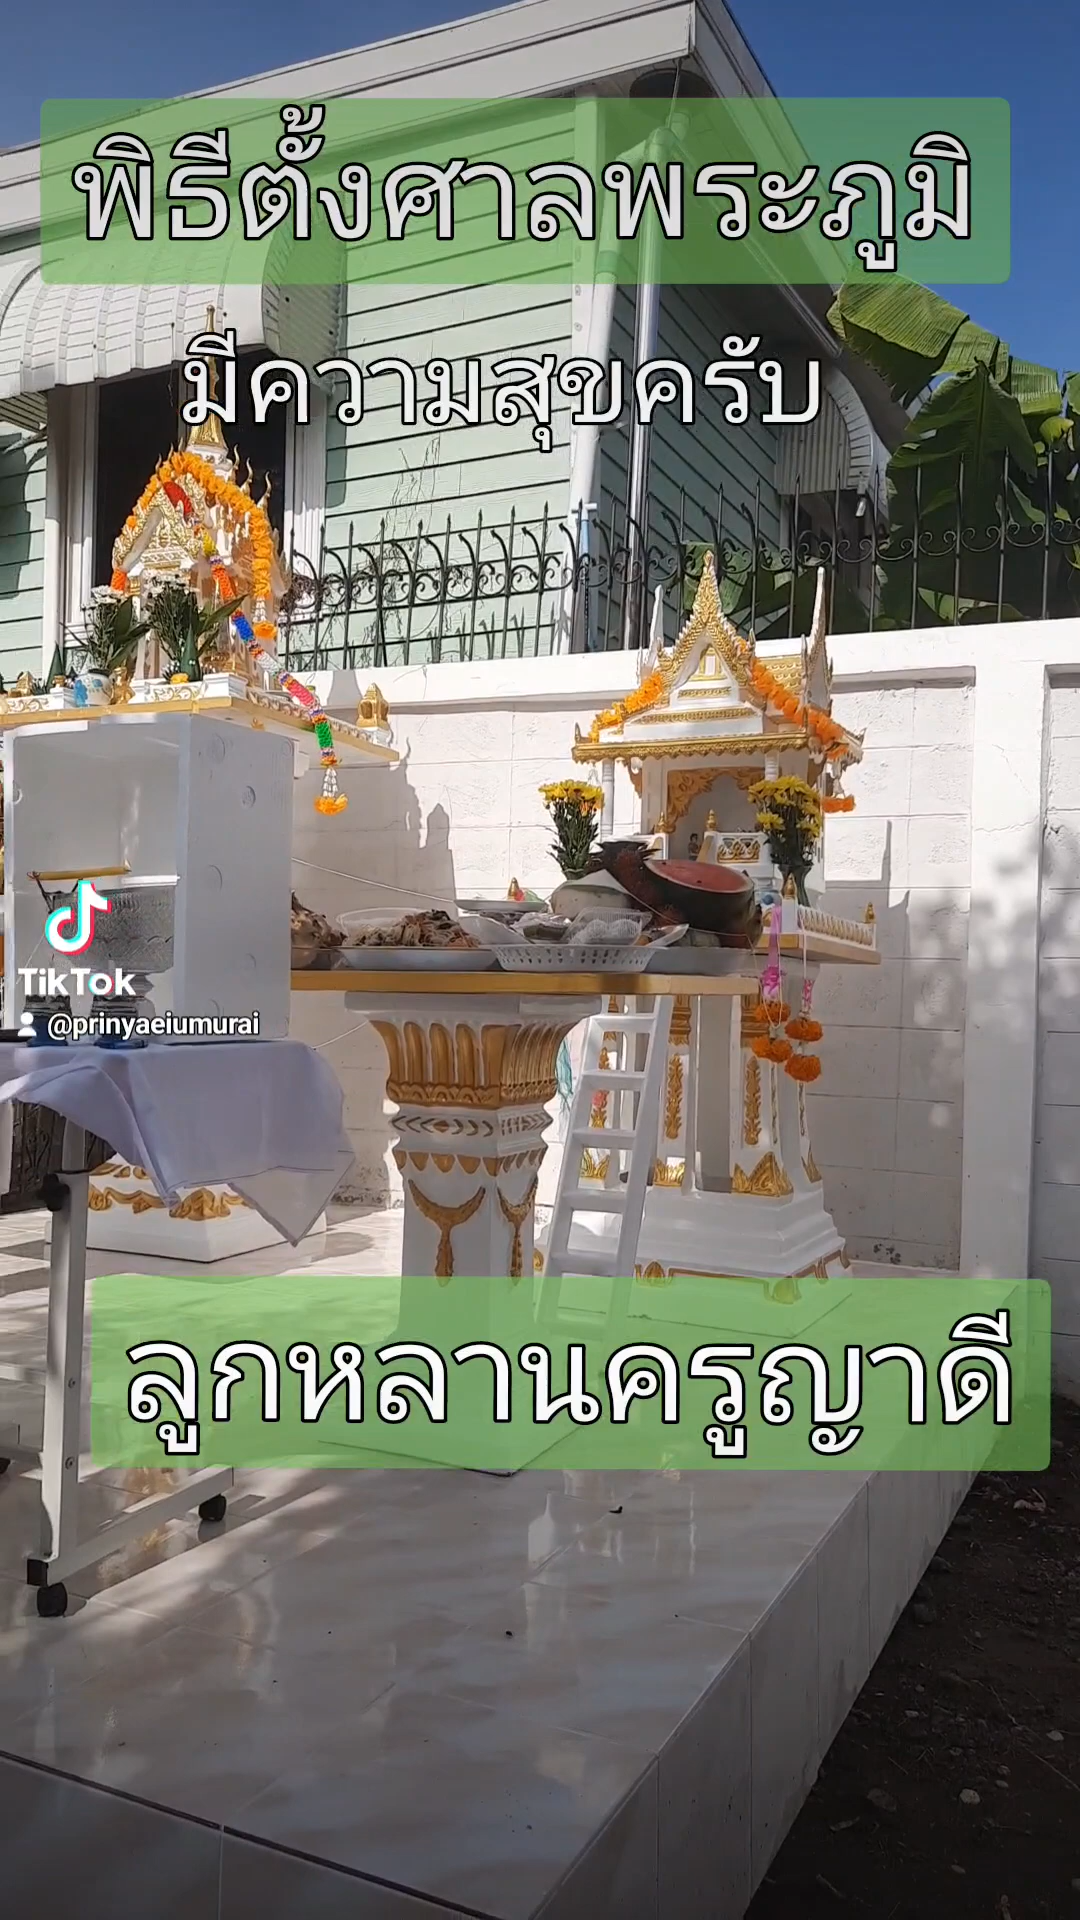 พิธีตั้งศาลพระภูมิ
มีความสุขครับ
TikTok
@prinyaeiumurai
ลูกหลานครูญาดี